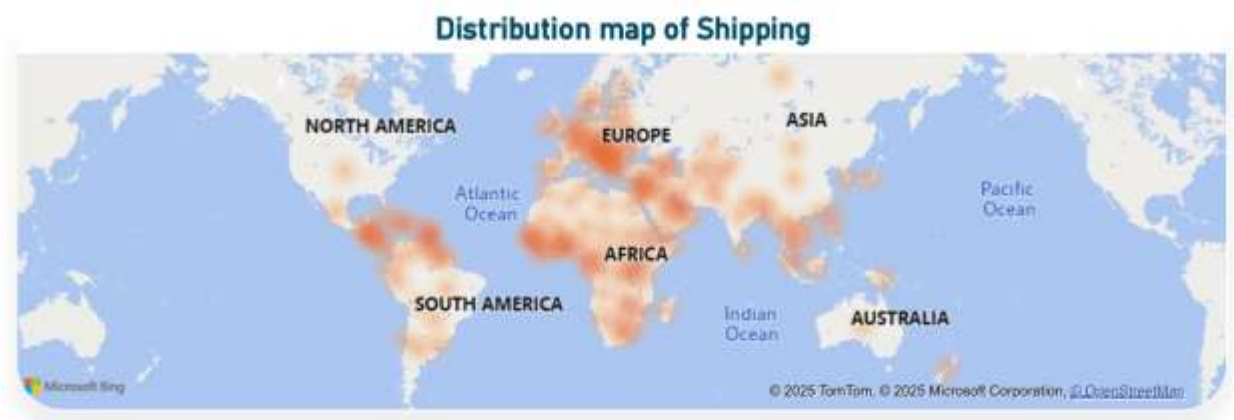 Distribution map of Shipping
NORTH AMERICA
EUROPE
ASIA
Atlantic
Ocean
Pacific
Ocean
AFRICA
SOUTH AMERICA
Indian
Ocean
AUSTRALIA
Microsoft Bing
© 2025 TomTom, © 2025 Microsoft Corporation, © OpenStreetMap